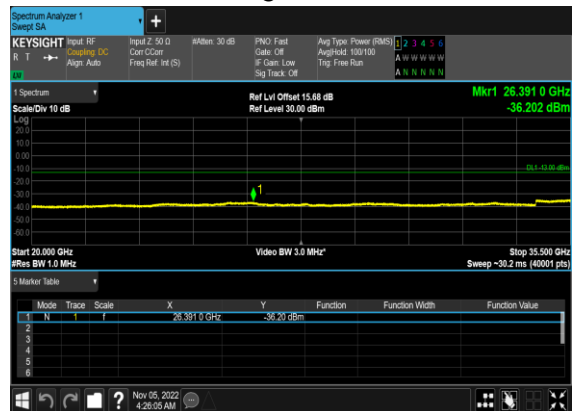 Spectrum Analyzer 1
Swept SA
+
KEYSIGHT
R T
LW
Input: RF
Coupling: DC
Align: Auto
Input Z: 50 Ω
Corr CCorr
Freq Ref: Int (S)
#Atten: 30 dB
PNO: Fast
Gate: Off
IF Gain: Low
Sig Track: Off
Avg Type: Power (RMS)
Avg|Hold: 100/100
Trig: Free Run
1 2 3 4 5 6
A W W W W W
A N N N N N
1 Spectrum
Scale/Div 10 dB
Ref Lvl Offset 15.68 dB
Ref Level 30.00 dBm
Mkr1 26.391 0 GHz
-36.202 dBm
Log
20.0
10.0
0.00
-10.0
DL1 -13.00 dBm
-20.0
-30.0
1
-40.0
-50.0
-60.0
Start 20.000 GHz
Video BW 3.0 MHz*
Stop 35.500 GHz
#Res BW 1.0 MHz
Sweep ~30.2 ms (40001 pts)
5 Marker Table
Mode Trace Scale X Y Function Function Width Function Value
1 N 1 f 26.391 0 GHz -36.20 dBm
2
3
4
5
6
?
Nov 05, 2022
4:26:05 AM